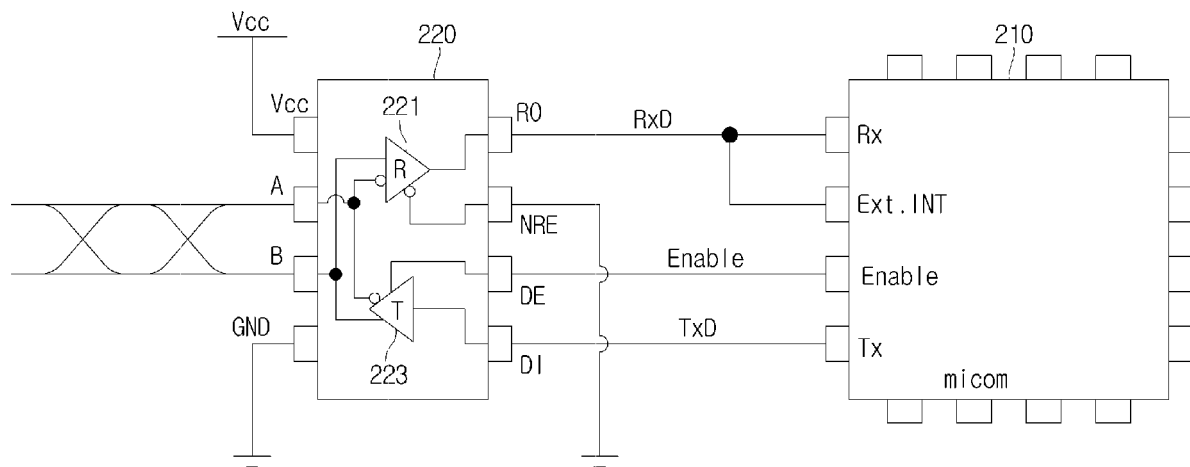 Vcc
220
210
Vcc
221
RO
RxD
Rx
R
A
NRE
Ext.INT
B
Enable
Enable
DE
T
GND
TxD
Tx
DI
223
micom